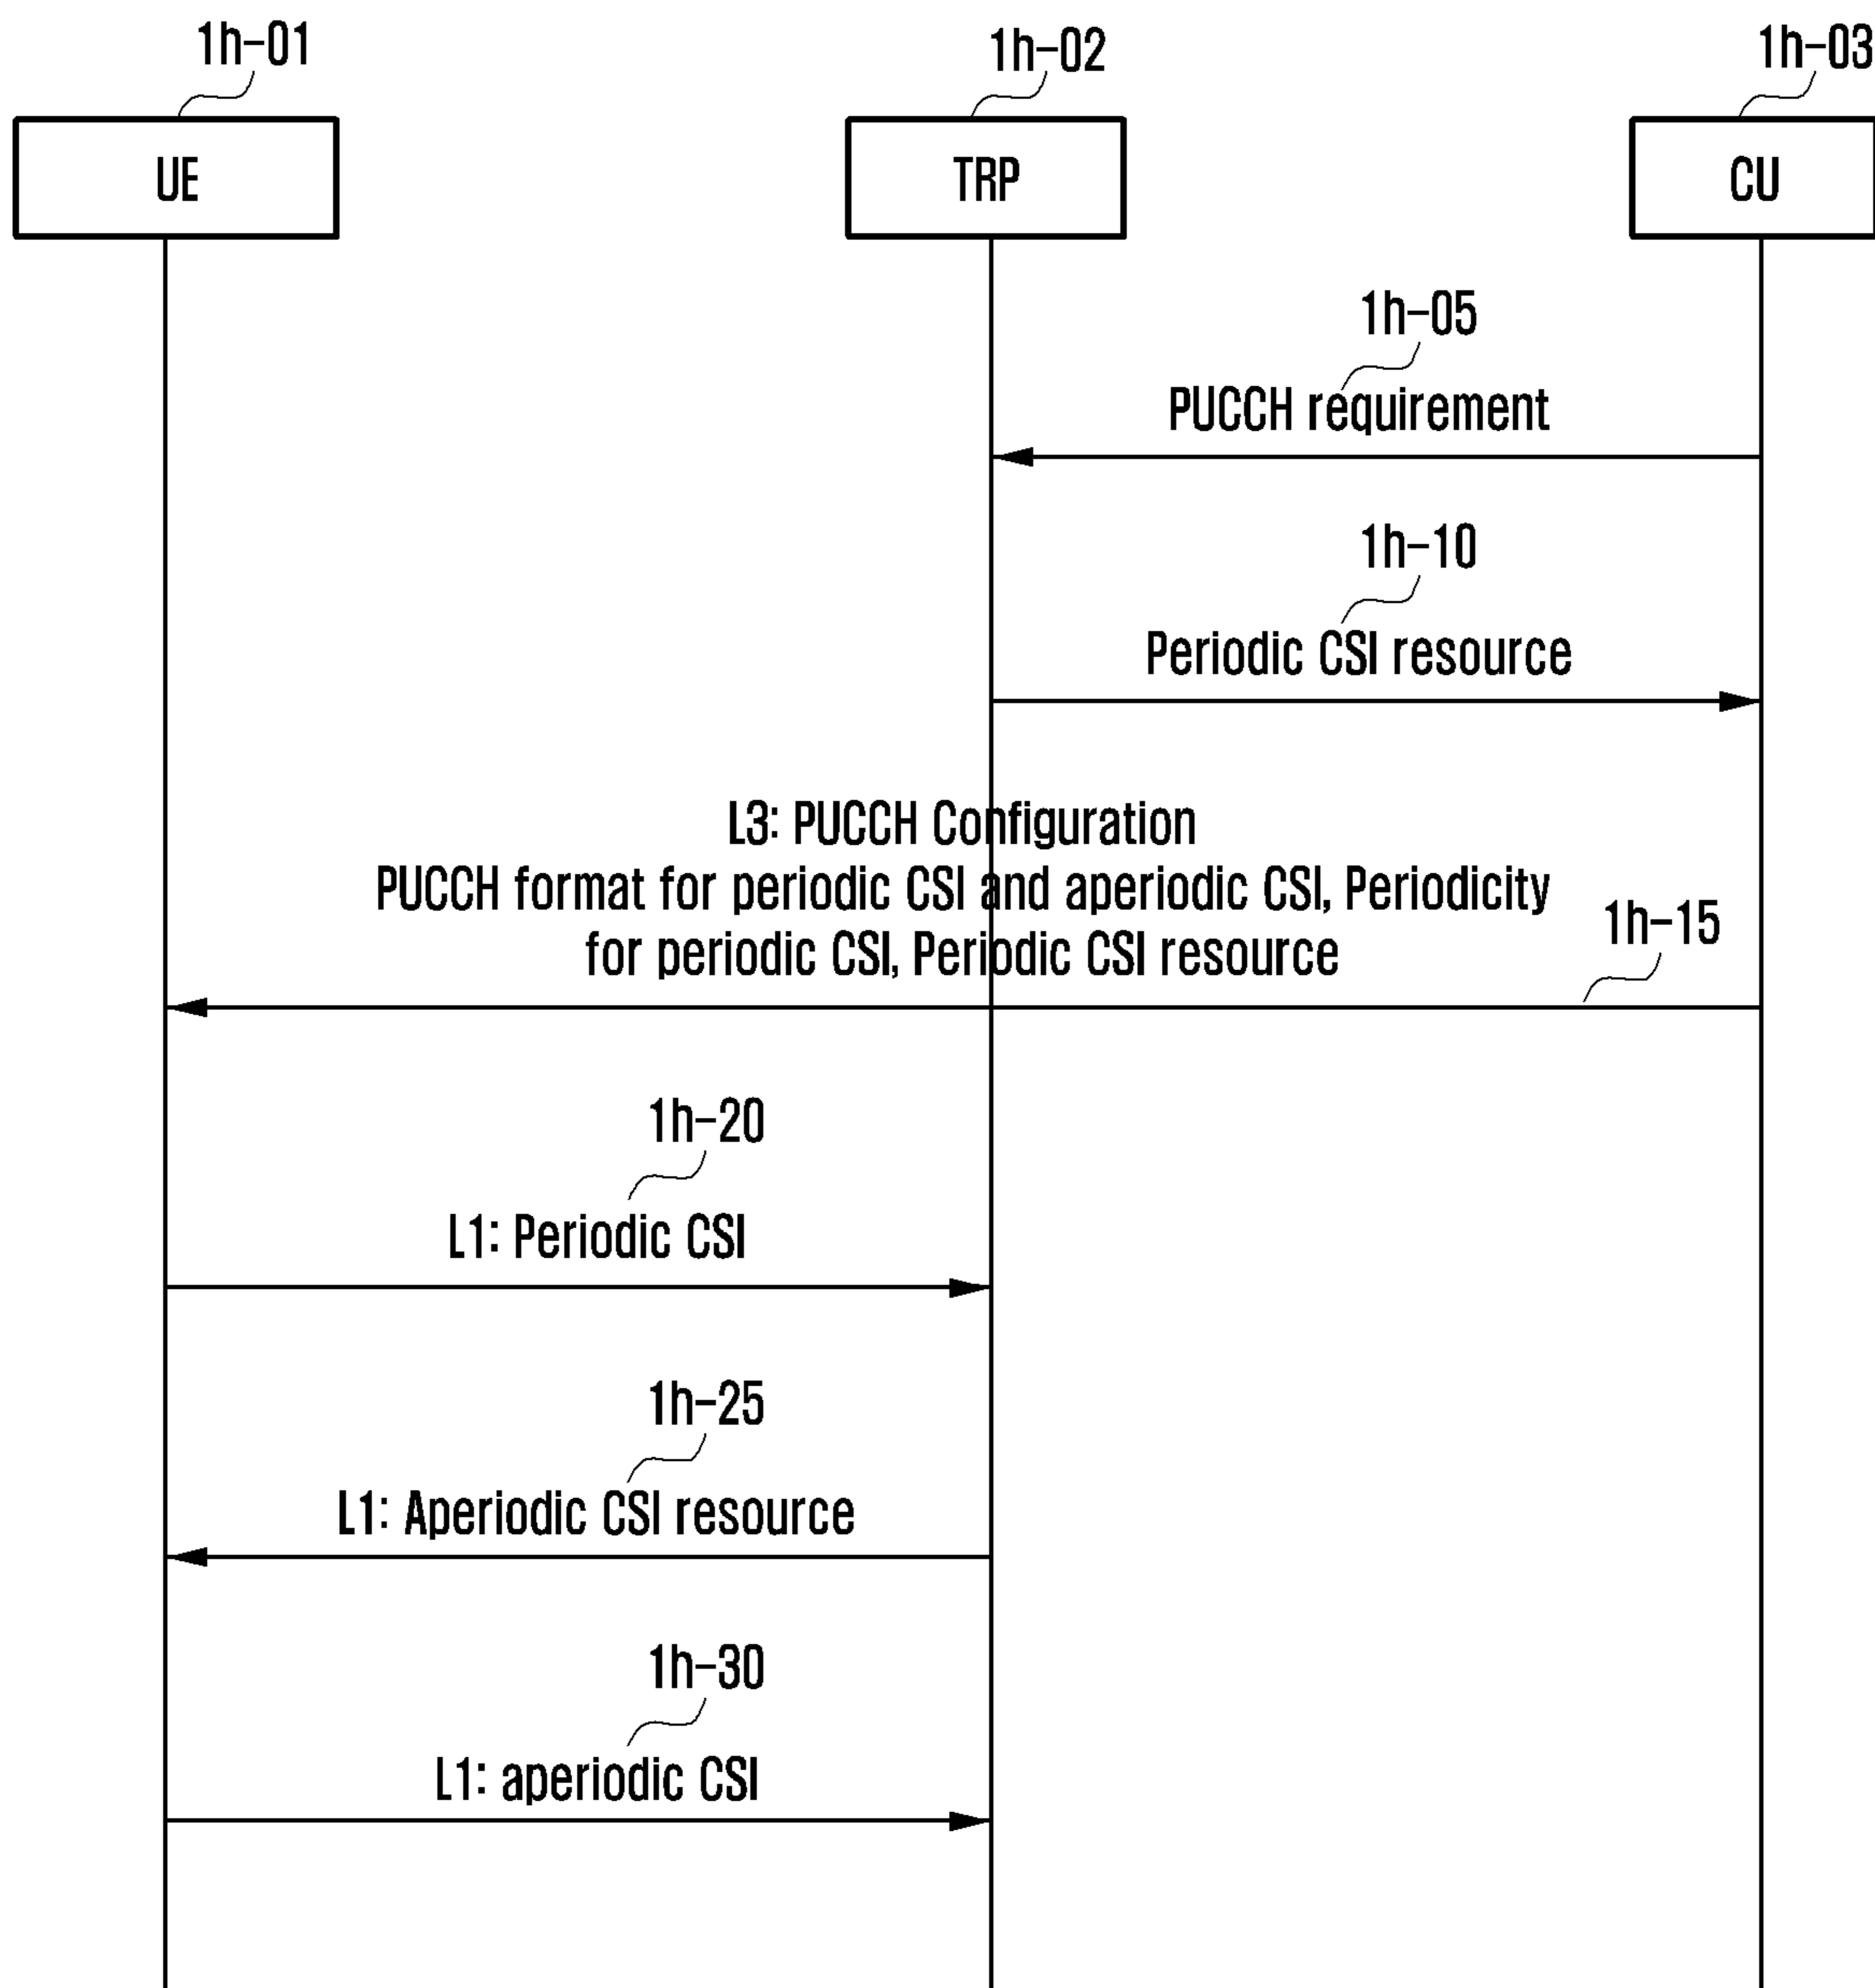 1h-01
1h-02
1h-03
UE
TRP
CU
1h-05
PUCCH requirement
1h-10
Periodic CSI resource
L3: PUCCH Configuration
PUCCH format for periodic CSI and aperiodic CSI, Periodicity
for periodic CSI, Periodic CSI resource
1h-15
1h-20
L1: Periodic CSI
1h-25
L1: Aperiodic CSI resource
1h-30
L1: aperiodic CSI